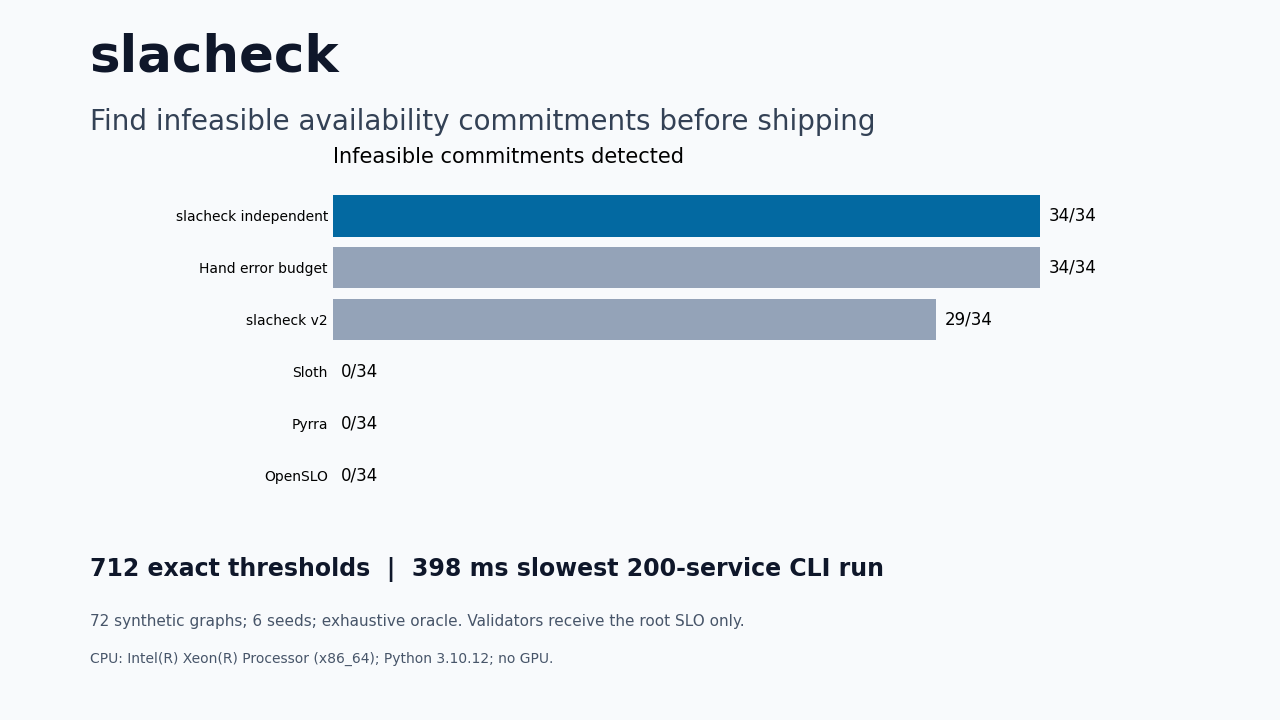 slacheck
Find infeasible availability commitments before shipping
Infeasible commitments detected
slacheck independent 34/34
Hand error budget 34/34
slacheck v2 29/34
Sloth 0/34
Pyrra 0/34
OpenSLO 0/34
712 exact thresholds | 398 ms slowest 200-service CLI run
72 synthetic graphs; 6 seeds; exhaustive oracle. Validators receive the root SLO only.
CPU: Intel(R) Xeon(R) Processor (x86_64); Python 3.10.12; no GPU.